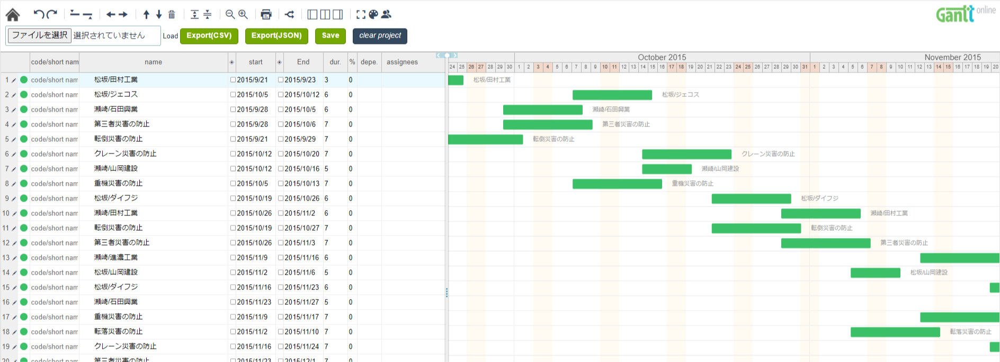 Gantt online
ファイルを選択 選択されていません Load Export(CSV) Export(JSON) Save clear project
code/short nam name start End dur. % depe. assignees
October 2015 November 2015
24 25 26 27 28 29 30 1 2 3 4 5 6 7 8 9 10 11 12 13 14 15 16 17 18 19 20 21 22 23 24 25 26 27 28 29 30 31 1 2 3 4 5 6 7 8 9 10 11 12 13 14 15 16 17 18 19 20
1 code/short nam 松坂/田村工業 2015/9/21 2015/9/23 3 0 松坂/田村工業
2 code/short nam 松坂/ジェコス 2015/10/5 2015/10/12 6 0 松坂/ジェコス
3 code/short nam 瀬崎/石田興業 2015/9/28 2015/10/5 6 0 瀬崎/石田興業
4 code/short nam 第三者災害の防止 2015/9/28 2015/10/6 7 0 第三者災害の防止
5 code/short nam 転倒災害の防止 2015/9/21 2015/9/29 7 0 転倒災害の防止
6 code/short nam クレーン災害の防止 2015/10/12 2015/10/20 7 0 クレーン災害の防止
7 code/short nam 瀬崎/山岡建設 2015/10/12 2015/10/16 5 0 瀬崎/山岡建設
8 code/short nam 重機災害の防止 2015/10/5 2015/10/13 7 0 重機災害の防止
9 code/short nam 松坂/ダイフジ 2015/10/19 2015/10/26 6 0 松坂/ダイフジ
10 code/short nam 瀬崎/田村工業 2015/10/26 2015/11/2 6 0 瀬崎/田村工業
11 code/short nam 転倒災害の防止 2015/10/19 2015/10/27 7 0 転倒災害の防止
12 code/short nam 第三者災害の防止 2015/10/26 2015/11/3 7 0 第三者災害の防止
13 code/short nam 瀬崎/進濃工業 2015/11/9 2015/11/16 6 0
14 code/short nam 松坂/山岡建設 2015/11/2 2015/11/6 5 0 松坂/山岡建設
15 code/short nam 松坂/ダイフジ 2015/11/16 2015/11/23 6 0
16 code/short nam 瀬崎/石田興業 2015/11/23 2015/11/27 5 0
17 code/short nam 重機災害の防止 2015/11/9 2015/11/17 7 0
18 code/short nam 転落災害の防止 2015/11/2 2015/11/10 7 0 転落災害の防止
19 code/short nam クレーン災害の防止 2015/11/16 2015/11/24 7 0
20 code/short nam 第三者災害の防止 2015/11/23 2015/12/1 7 0